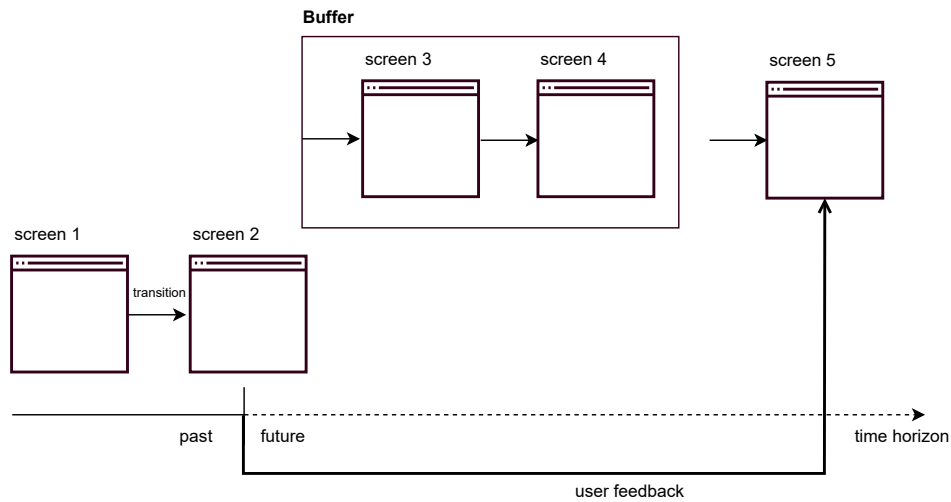 Buffer
screen 3
screen 4
screen 5
screen 1
screen 2
transition
past
future
time horizon
user feedback